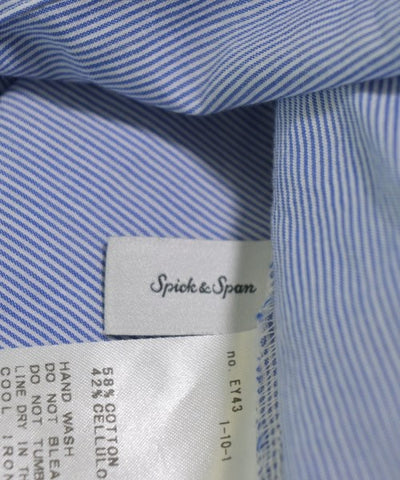 Spick & Span
no. EY43
1-10-1
58% COTTON
42% CELLULO
HAND WASH
DO NOT BLEA
DO NOT TUMB
LINE DRY IN TH
COOL IRON